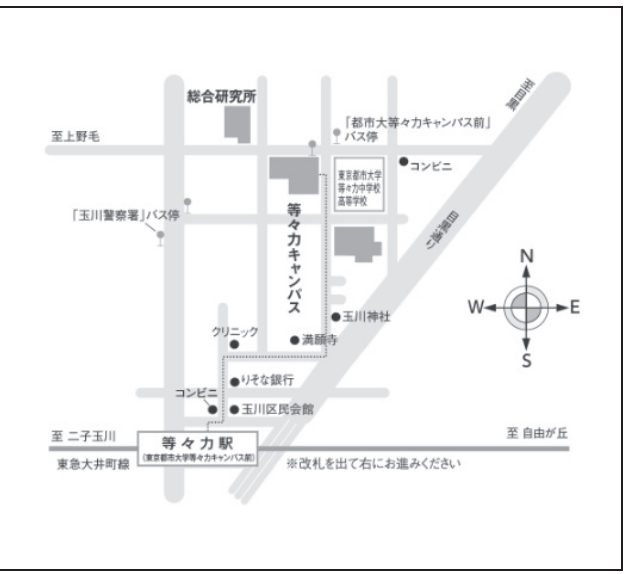 至目黒
総合研究所
至上野毛
「都市大等々力キャンパス前」
バス停
コンビニ
東京都市大学
等々力中学校
高等学校
「玉川警察署」バス停
等々力キャンパス
目黒通り
N
W
E
S
玉川神社
クリニック
満願寺
りそな銀行
コンビニ
玉川区民会館
至 二子玉川
等々力駅
(東京都市大学等々力キャンパス前)
至 自由が丘
東急大井町線
※改札を出て右にお進みください